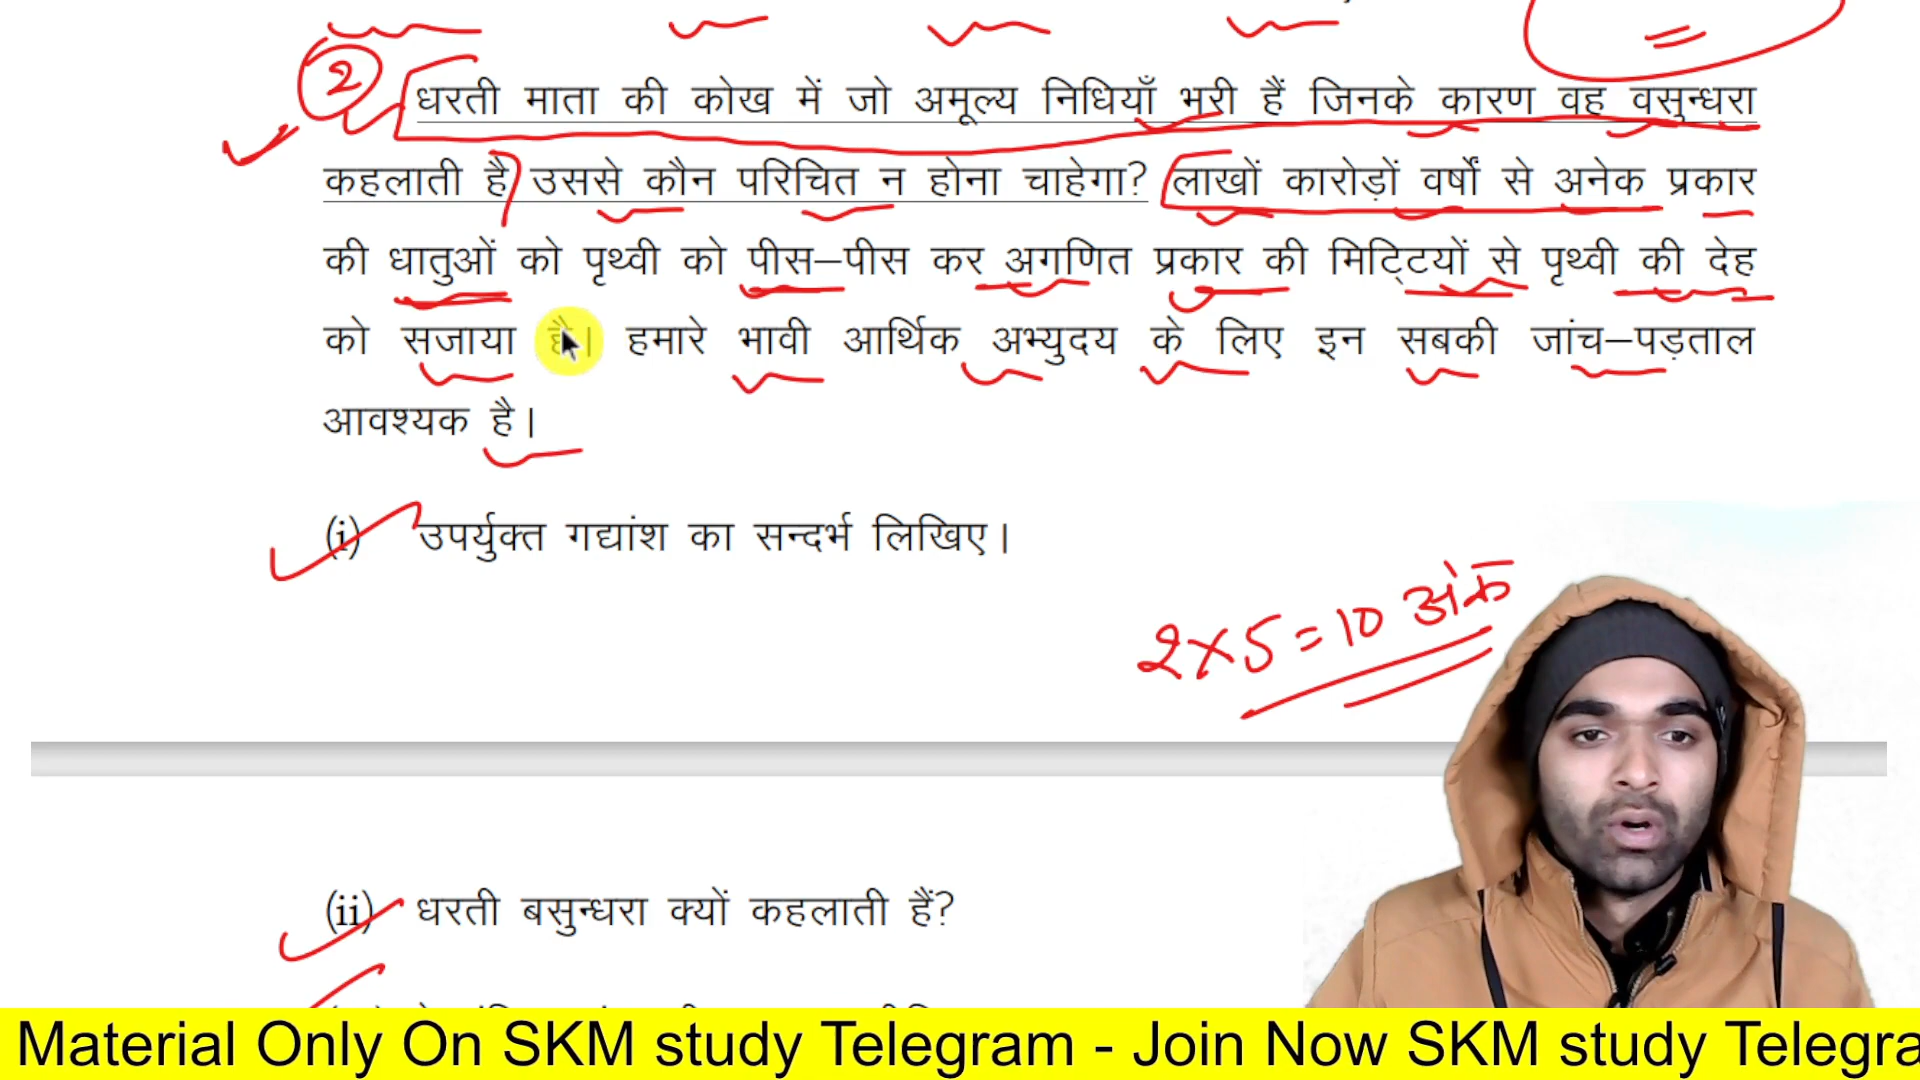 2
धरती माता की कोख में जो अमूल्य निधियाँ भरी हैं जिनके कारण वह वसुन्धरा
कहलाती है उससे कौन परिचित न होना चाहेगा? लाखों कारोड़ों वर्षों से अनेक प्रकार
की धातुओं को पृथ्वी को पीस–पीस कर अगणित प्रकार की मिट्टियों से पृथ्वी की देह
को सजाया है। हमारे भावी आर्थिक अभ्युदय के लिए इन सबकी जांच–पड़ताल
आवश्यक है।
(i) उपर्युक्त गद्यांश का सन्दर्भ लिखिए।
2×5=10 अंक
(ii) धरती बसुन्धरा क्यों कहलाती हैं?
Material Only On SKM study Telegram - Join Now SKM study Telegra